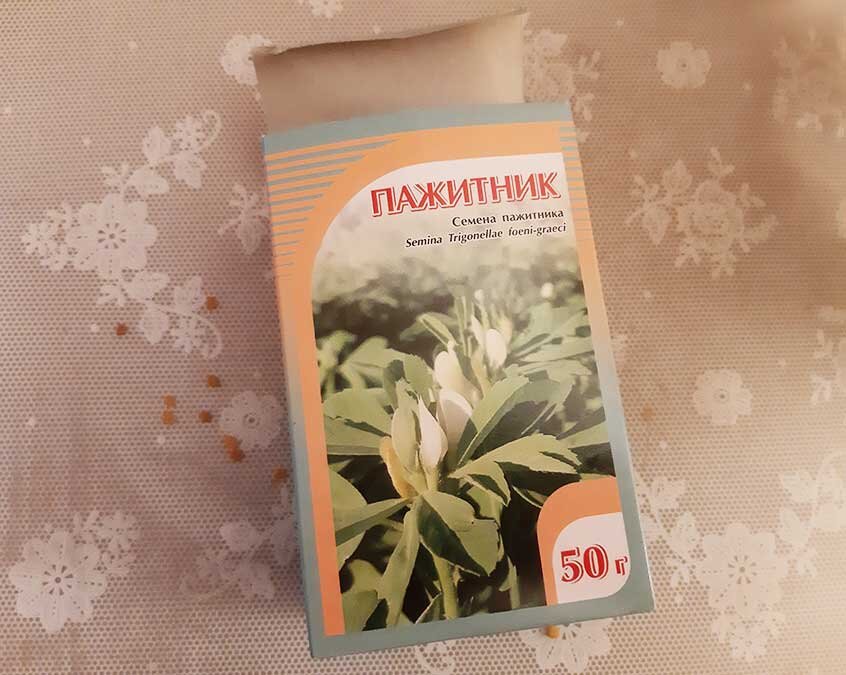 ПАЖИТНИК
Семена пажитника
Semina Trigonellae foeni-graeci
50 г